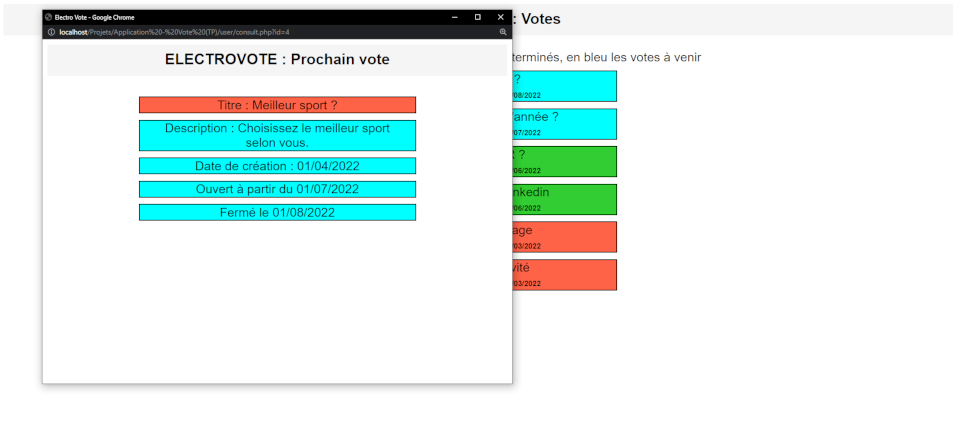 Electro Vote - Google Chrome
localhost/Projets/Application%20-%20Vote%20(TP)/user/consult.php?id=4
ELECTROVOTE : Prochain vote
Titre : Meilleur sport ?
Description : Choisissez le meilleur sport
selon vous.
Date de création : 01/04/2022
Ouvert à partir du 01/07/2022
Fermé le 01/08/2022
: Votes
terminés, en bleu les votes à venir
?
/08/2022
'année ?
/07/2022
?
/06/2022
nkedin
/06/2022
age
/03/2022
vité
/03/2022